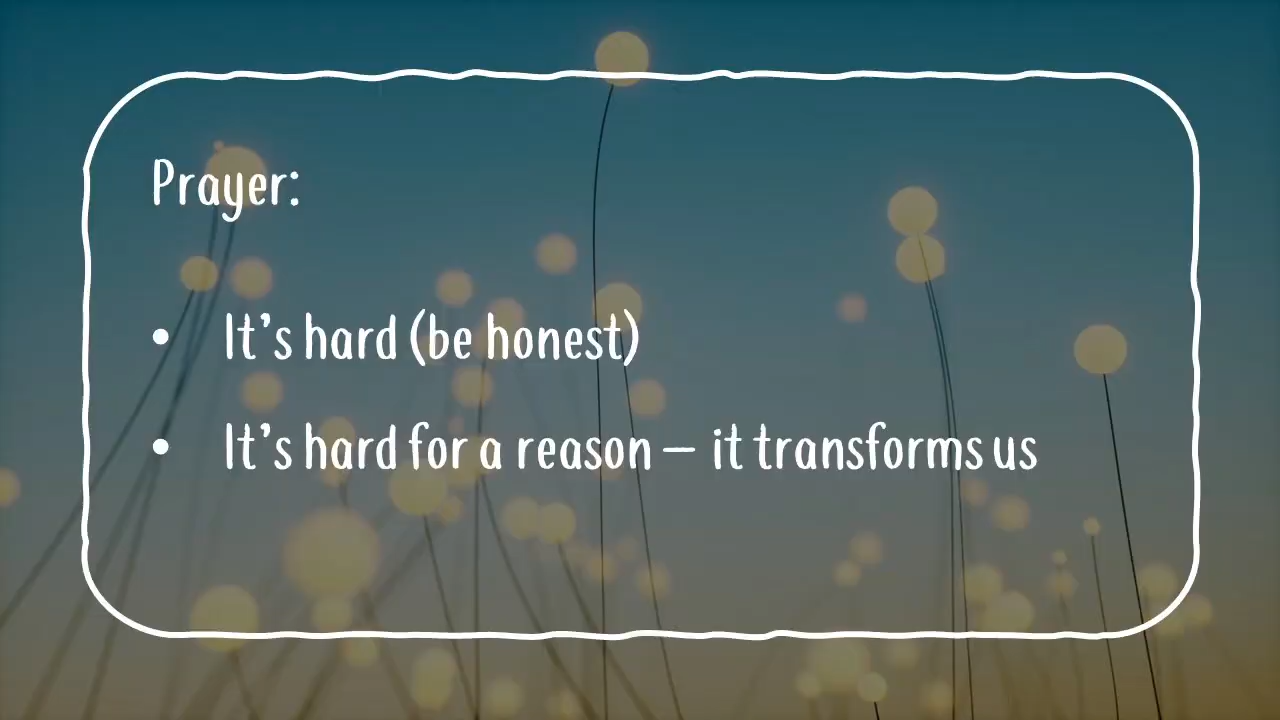 Prayer:
• It's hard (be honest)
• It's hard for a reason – it transforms us